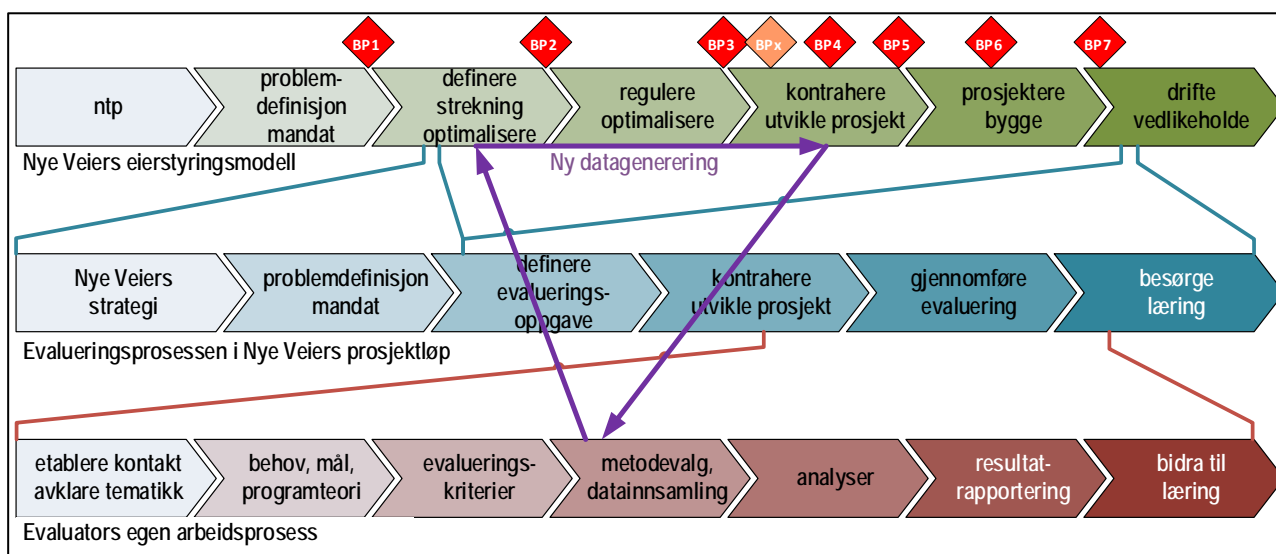 BP1
BP2
BP3
BPx
BP4
BP5
BP6
BP7
ntp
problem-
definisjon
mandat
definere
strekning
optimalisere
regulere
optimalisere
kontrahere
utvikle prosjekt
prosjektere
bygge
drifte
vedlikeholde
Nye Veiers eierstyringsmodell
Ny datagenerering
Nye Veiers
strategi
problemdefinisjon
mandat
definere
evaluerings-
oppgave
kontrahere
utvikle prosjekt
gjennomføre
evaluering
besørge
læring
Evalueringsprosessen i Nye Veiers prosjektløp
etablere kontakt
avklare tematikk
behov, mål,
programteori
evaluerings-
kriterier
metodevalg,
datainnsamling
analyser
resultat-
rapportering
bidra til
læring
Evaluators egen arbeidsprosess